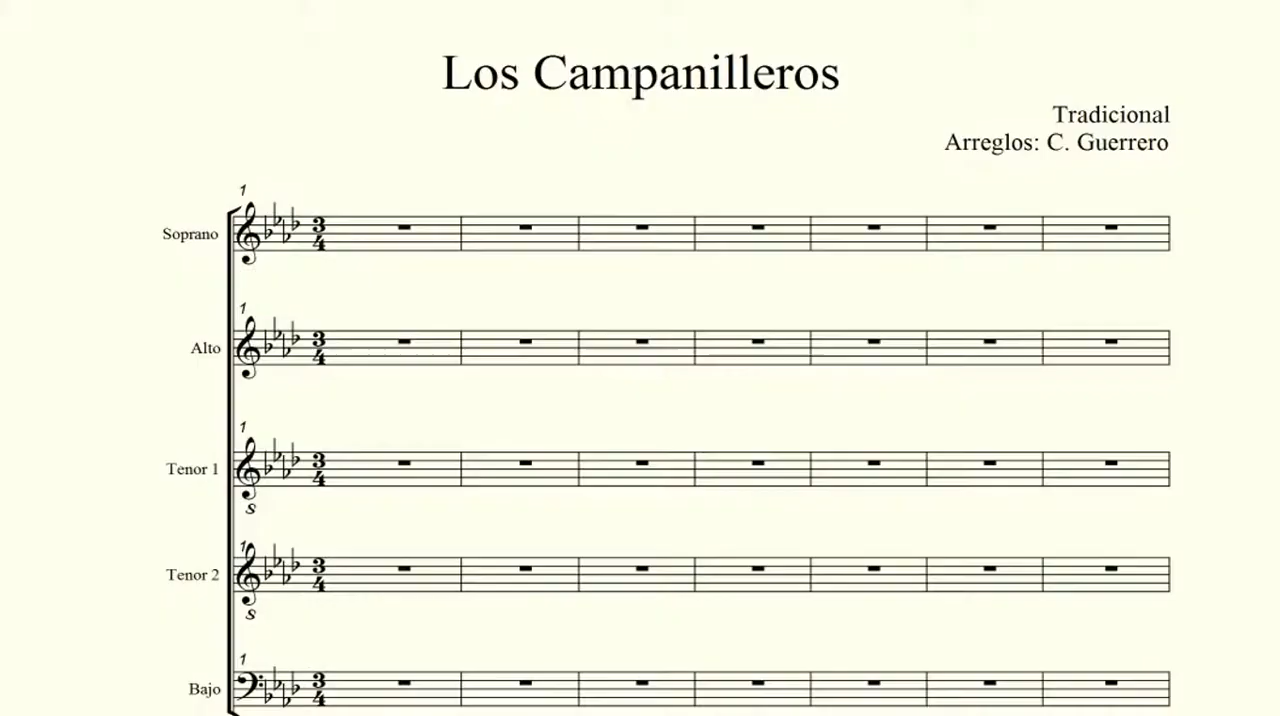 Los Campanilleros
Tradicional
Arreglos: C. Guerrero
1
Soprano
3
4
1
Alto
3
4
1
Tenor 1
3
4
8
1
Tenor 2
3
4
8
1
Bajo
3
4